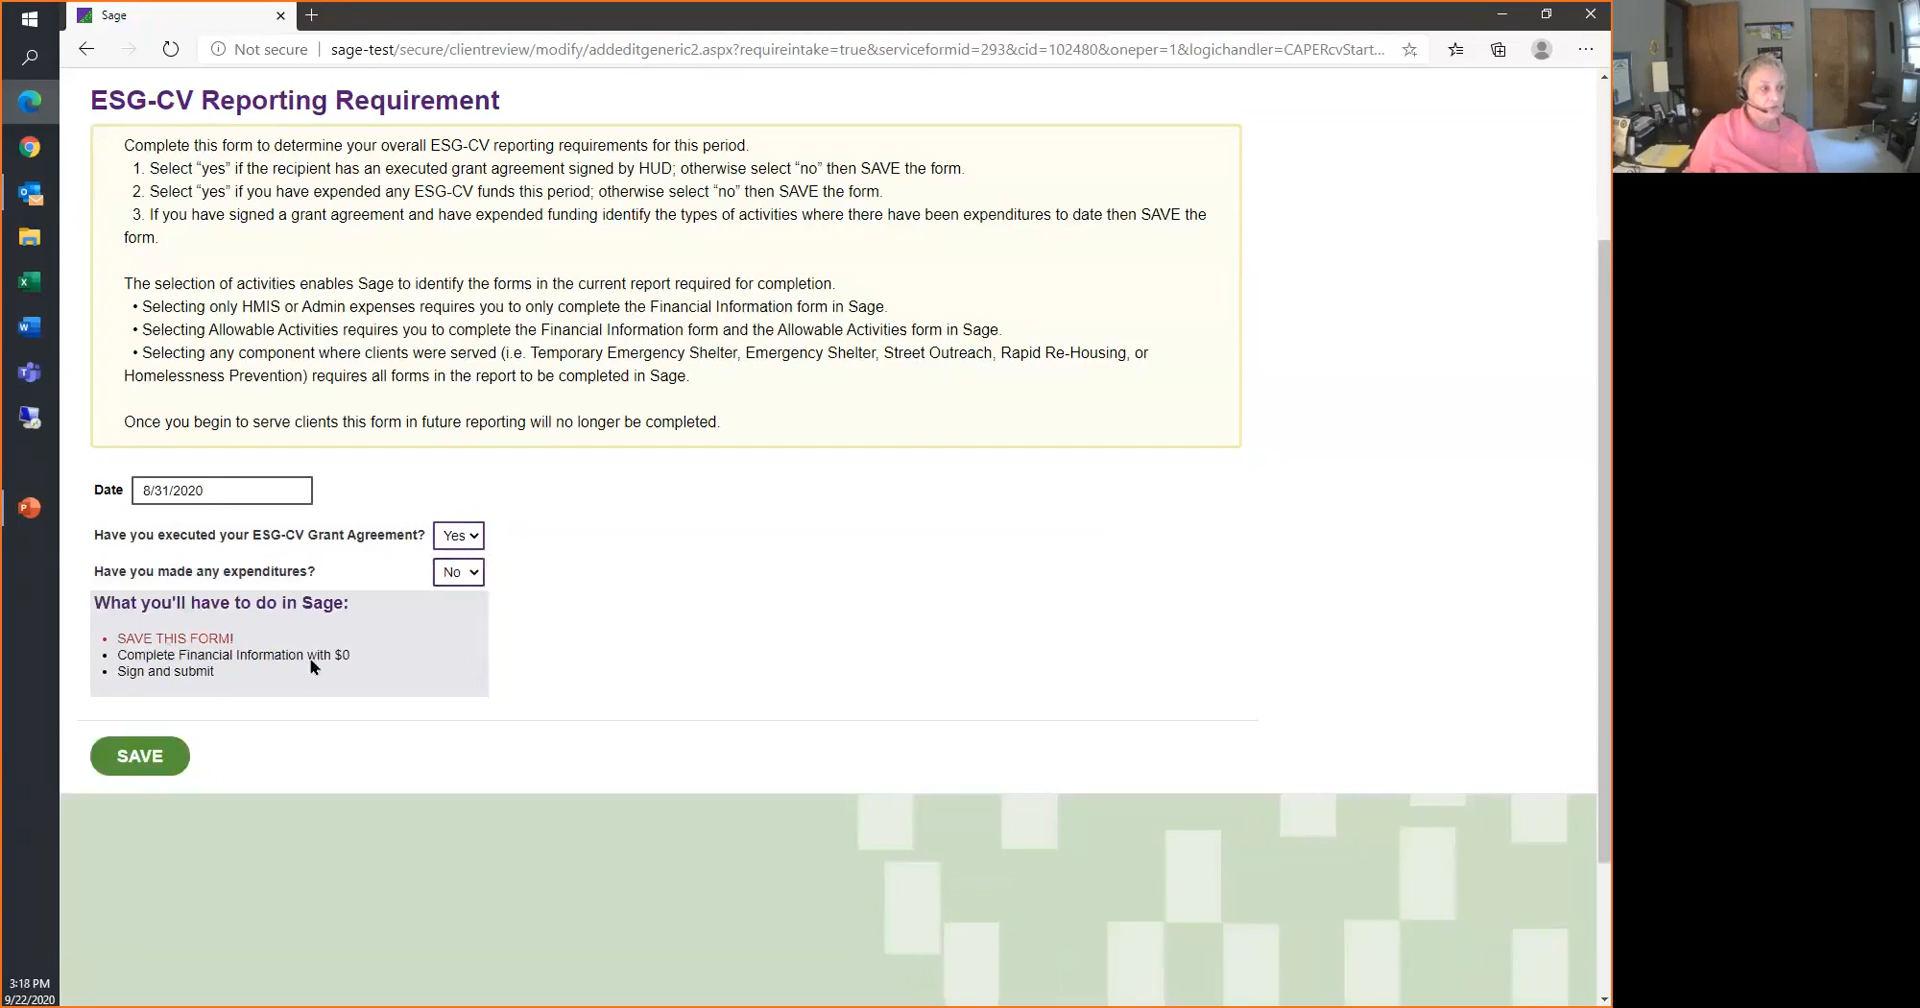 Sage
Not secure
sage-test/secure/clientreview/modify/addeditgeneric2.aspx?requireintake=true&serviceformid=293&cid=102480&oneper=1&logichandler=CAPERcvStart...
ESG-CV Reporting Requirement
Complete this form to determine your overall ESG-CV reporting requirements for this period.
1. Select “yes” if the recipient has an executed grant agreement signed by HUD; otherwise select “no” then SAVE the form.
2. Select “yes” if you have expended any ESG-CV funds this period; otherwise select “no” then SAVE the form.
3. If you have signed a grant agreement and have expended funding identify the types of activities where there have been expenditures to date then SAVE the
form.
The selection of activities enables Sage to identify the forms in the current report required for completion.
• Selecting only HMIS or Admin expenses requires you to only complete the Financial Information form in Sage.
• Selecting Allowable Activities requires you to complete the Financial Information form and the Allowable Activities form in Sage.
• Selecting any component where clients were served (i.e. Temporary Emergency Shelter, Emergency Shelter, Street Outreach, Rapid Re-Housing, or
Homelessness Prevention) requires all forms in the report to be completed in Sage.
Once you begin to serve clients this form in future reporting will no longer be completed.
Date 8/31/2020
Have you executed your ESG-CV Grant Agreement? Yes
Have you made any expenditures? No
What you'll have to do in Sage:
• SAVE THIS FORM!
• Complete Financial Information with $0
• Sign and submit
SAVE
3:18 PM
9/22/2020